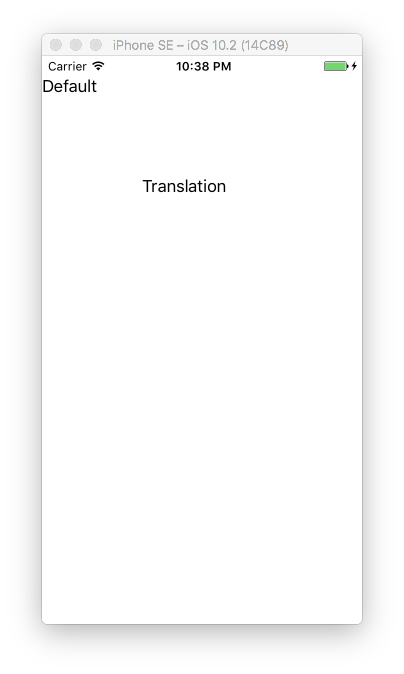 iPhone SE – iOS 10.2 (14C89)
Carrier 10:38 PM
Default
Translation